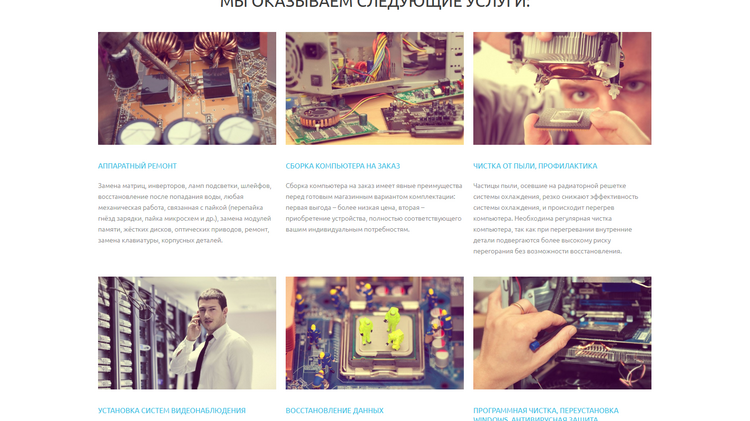 МЫ ОКАЗЫВАЕМ СЛЕДУЮЩИЕ УСЛУГИ:
АППАРАТНЫЙ РЕМОНТ
Замена матриц, инверторов, ламп подсветки, шлейфов,
восстановление после попадания воды, любая
механическая работа, связанная с пайкой (перепайка
гнёзд зарядки, пайка микросхем и др.), замена модулей
памяти, жёстких дисков, оптических приводов, ремонт,
замена клавиатуры, корпусных деталей.
СБОРКА КОМПЬЮТЕРА НА ЗАКАЗ
Сборка компьютера на заказ имеет явные преимущества
перед готовым магазинным вариантом комплектации:
первая выгода – более низкая цена, вторая –
приобретение устройства, полностью соответствующего
вашим индивидуальным потребностям.
ЧИСТКА ОТ ПЫЛИ, ПРОФИЛАКТИКА
Частицы пыли, осевшие на радиаторной решетке
системы охлаждения, резко снижают эффективность
системы охлаждения, и происходит перегрев
компьютера. Необходима регулярная чистка
компьютера, так как при перегревании внутренние
детали подвергаются более высокому риску
перегорания без возможности восстановления.
УСТАНОВКА СИСТЕМ ВИДЕОНАБЛЮДЕНИЯ
ВОССТАНОВЛЕНИЕ ДАННЫХ
ПРОГРАММНАЯ ЧИСТКА, ПЕРЕУСТАНОВКА
WINDOWS, АНТИВИРУСНАЯ ЗАЩИТА